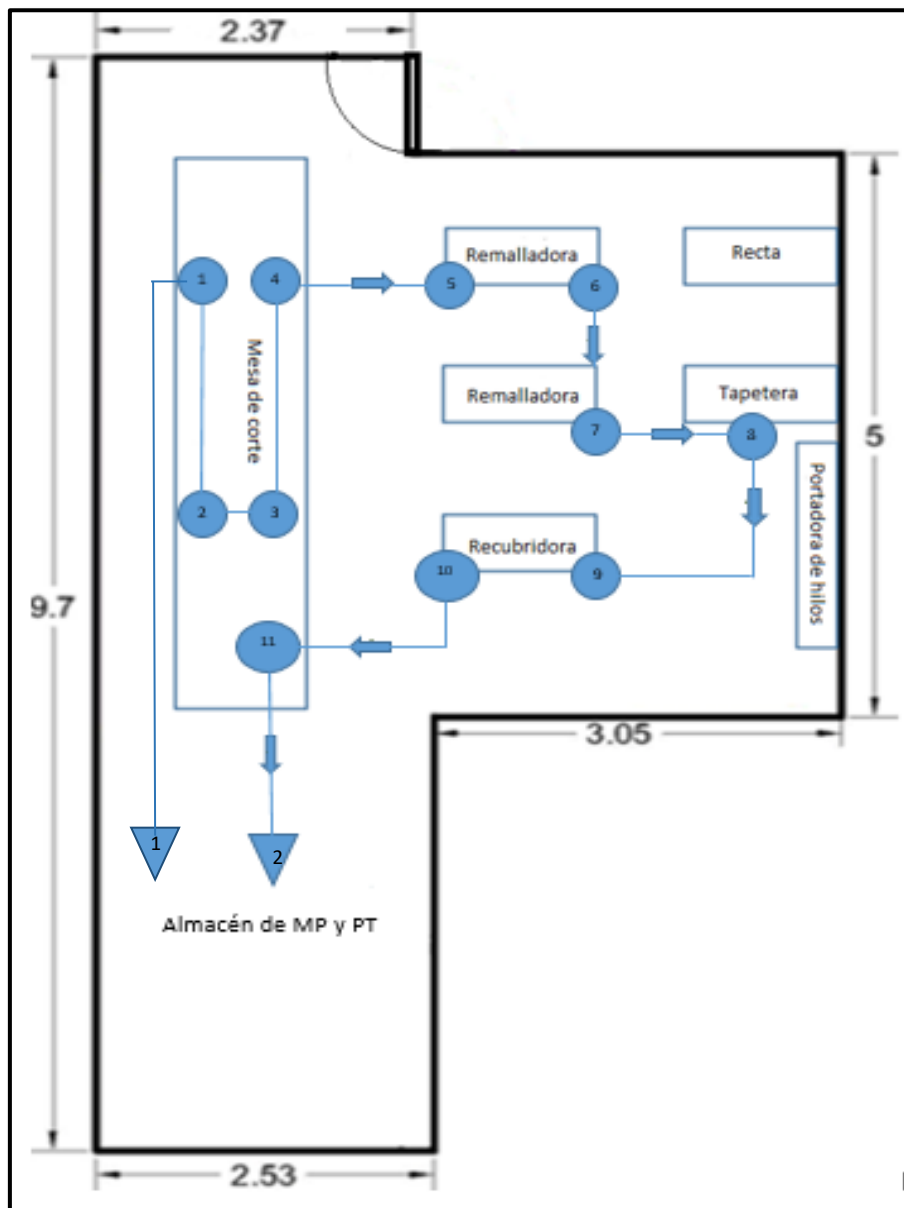 2.37
Remalladora
Recta
1
4
5
6
Mesa de corte
Remalladora
Tapetera
7
8
5
2
3
Portadora de hilos
Recubridora
10
9
9.7
11
3.05
1
2
Almacén de MP y PT
2.53